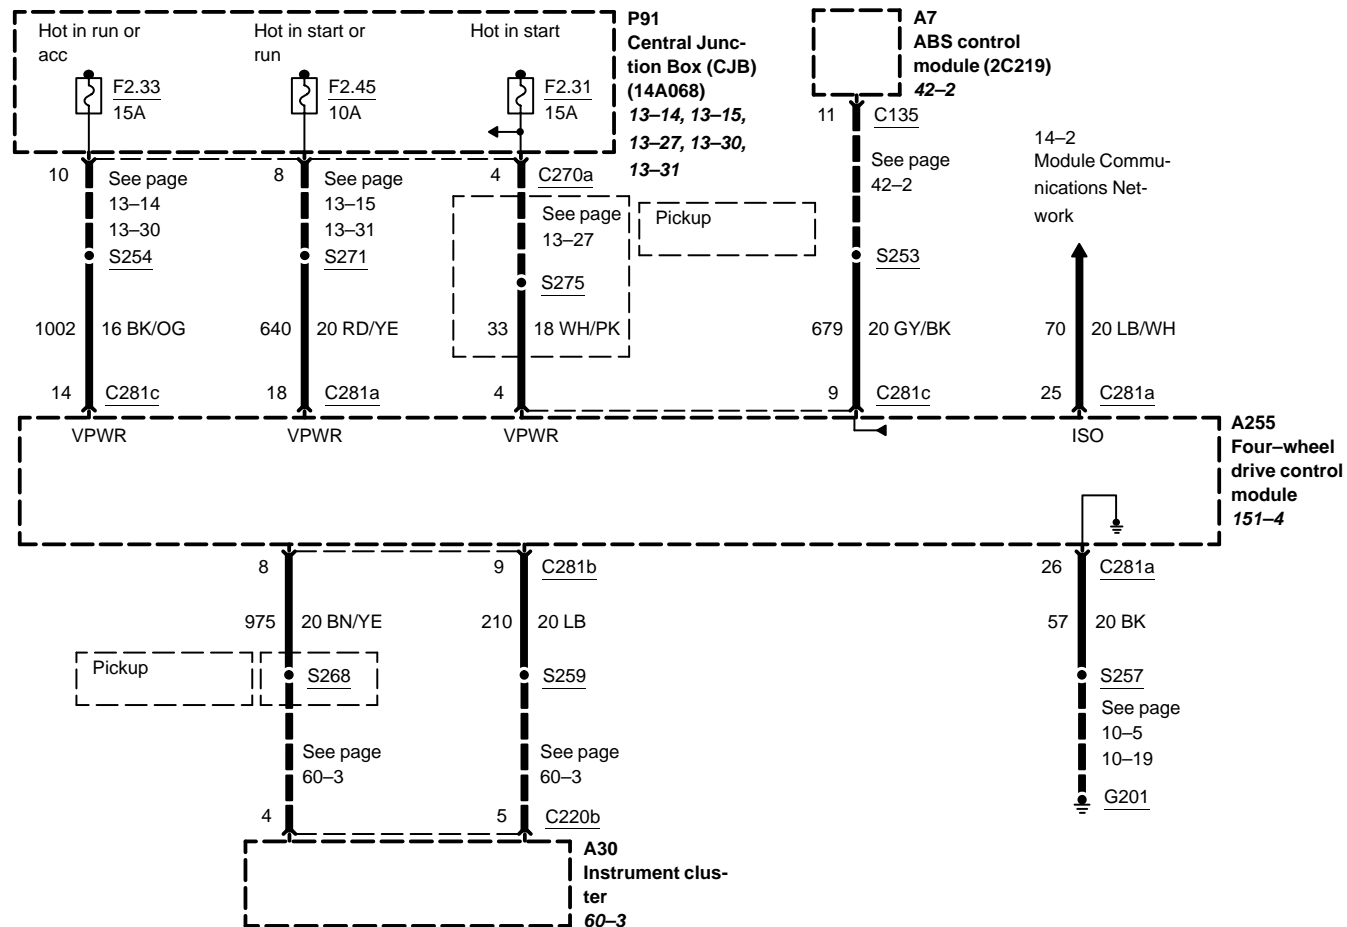 Hot in run or
acc
Hot in start or
run
Hot in start
F2.33
15A
F2.45
10A
F2.31
15A
P91
Central Junc-
tion Box (CJB)
(14A068)
13–14, 13–15,
13–27, 13–30,
13–31
A7
ABS control
module (2C219)
42–2
10
8
4
C270a
11
C135
See page
13–14
13–30
See page
13–15
13–31
See page
13–27
Pickup
See page
42–2
14–2
Module Commu-
nications Net-
work
S254
S271
S275
S253
1002
16 BK/OG
640
20 RD/YE
33
18 WH/PK
679
20 GY/BK
70
20 LB/WH
14
C281c
18
C281a
4
9
C281c
25
C281a
VPWR
VPWR
VPWR
ISO
A255
Four–wheel
drive control
module
151–4
8
9
C281b
26
C281a
975
20 BN/YE
210
20 LB
57
20 BK
Pickup
S268
S259
S257
See page
60–3
See page
60–3
See page
10–5
10–19
4
5
C220b
G201
A30
Instrument clus-
ter
60–3